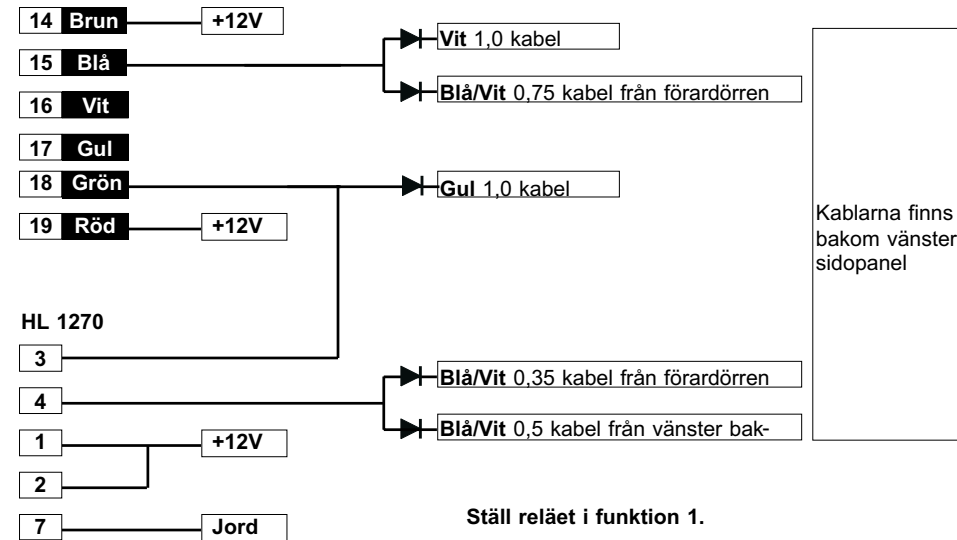 14 Brun +12V
Vit 1,0 kabel
15 Blå
Blå/Vit 0,75 kabel från förardörren
16 Vit
17 Gul
18 Grön
Gul 1,0 kabel
19 Röd +12V
Kablarna finns
bakom vänster
sidopanel
HL 1270
3
Blå/Vit 0,35 kabel från förardörren
4
Blå/Vit 0,5 kabel från vänster bak-
1 +12V
2
Ställ reläet i funktion 1.
7 Jord